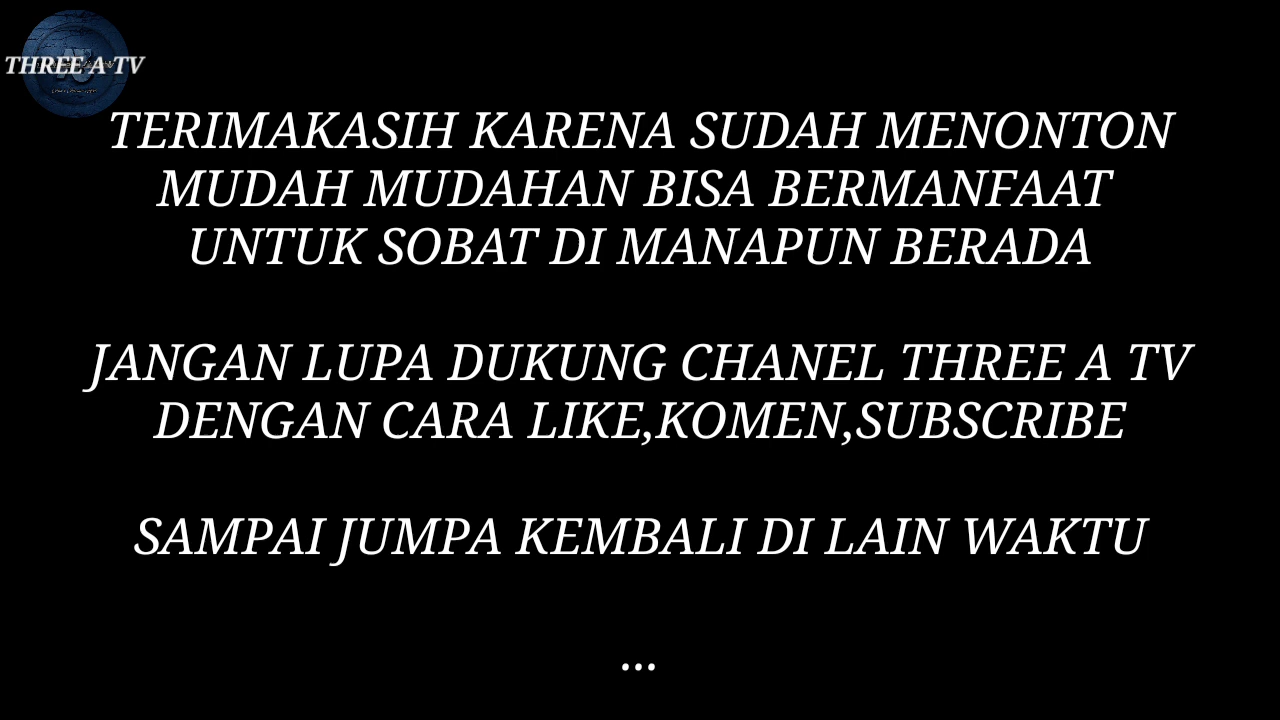 THREE A TV
TERIMAKASIH KARENA SUDAH MENONTON
MUDAH MUDAHAN BISA BERMANFAAT
UNTUK SOBAT DI MANAPUN BERADA
JANGAN LUPA DUKUNG CHANEL THREE A TV
DENGAN CARA LIKE,KOMEN,SUBSCRIBE
SAMPAI JUMPA KEMBALI DI LAIN WAKTU
...